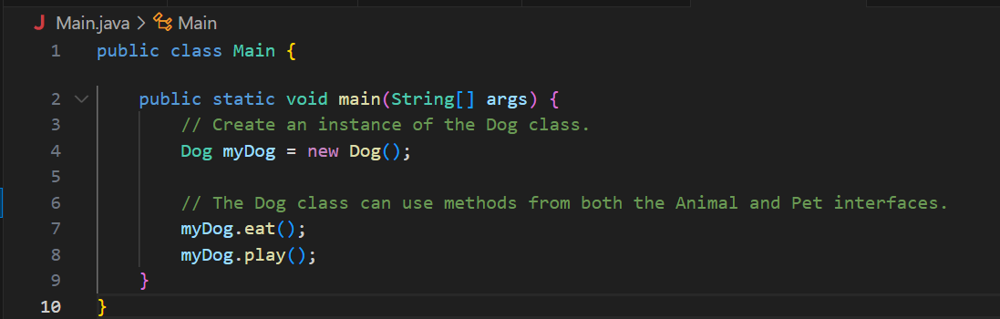 J Main.java > Main
1 public class Main {
2 public static void main(String[] args) {
3 // Create an instance of the Dog class.
4 Dog myDog = new Dog();
5
6 // The Dog class can use methods from both the Animal and Pet interfaces.
7 myDog.eat();
8 myDog.play();
9 }
10 }